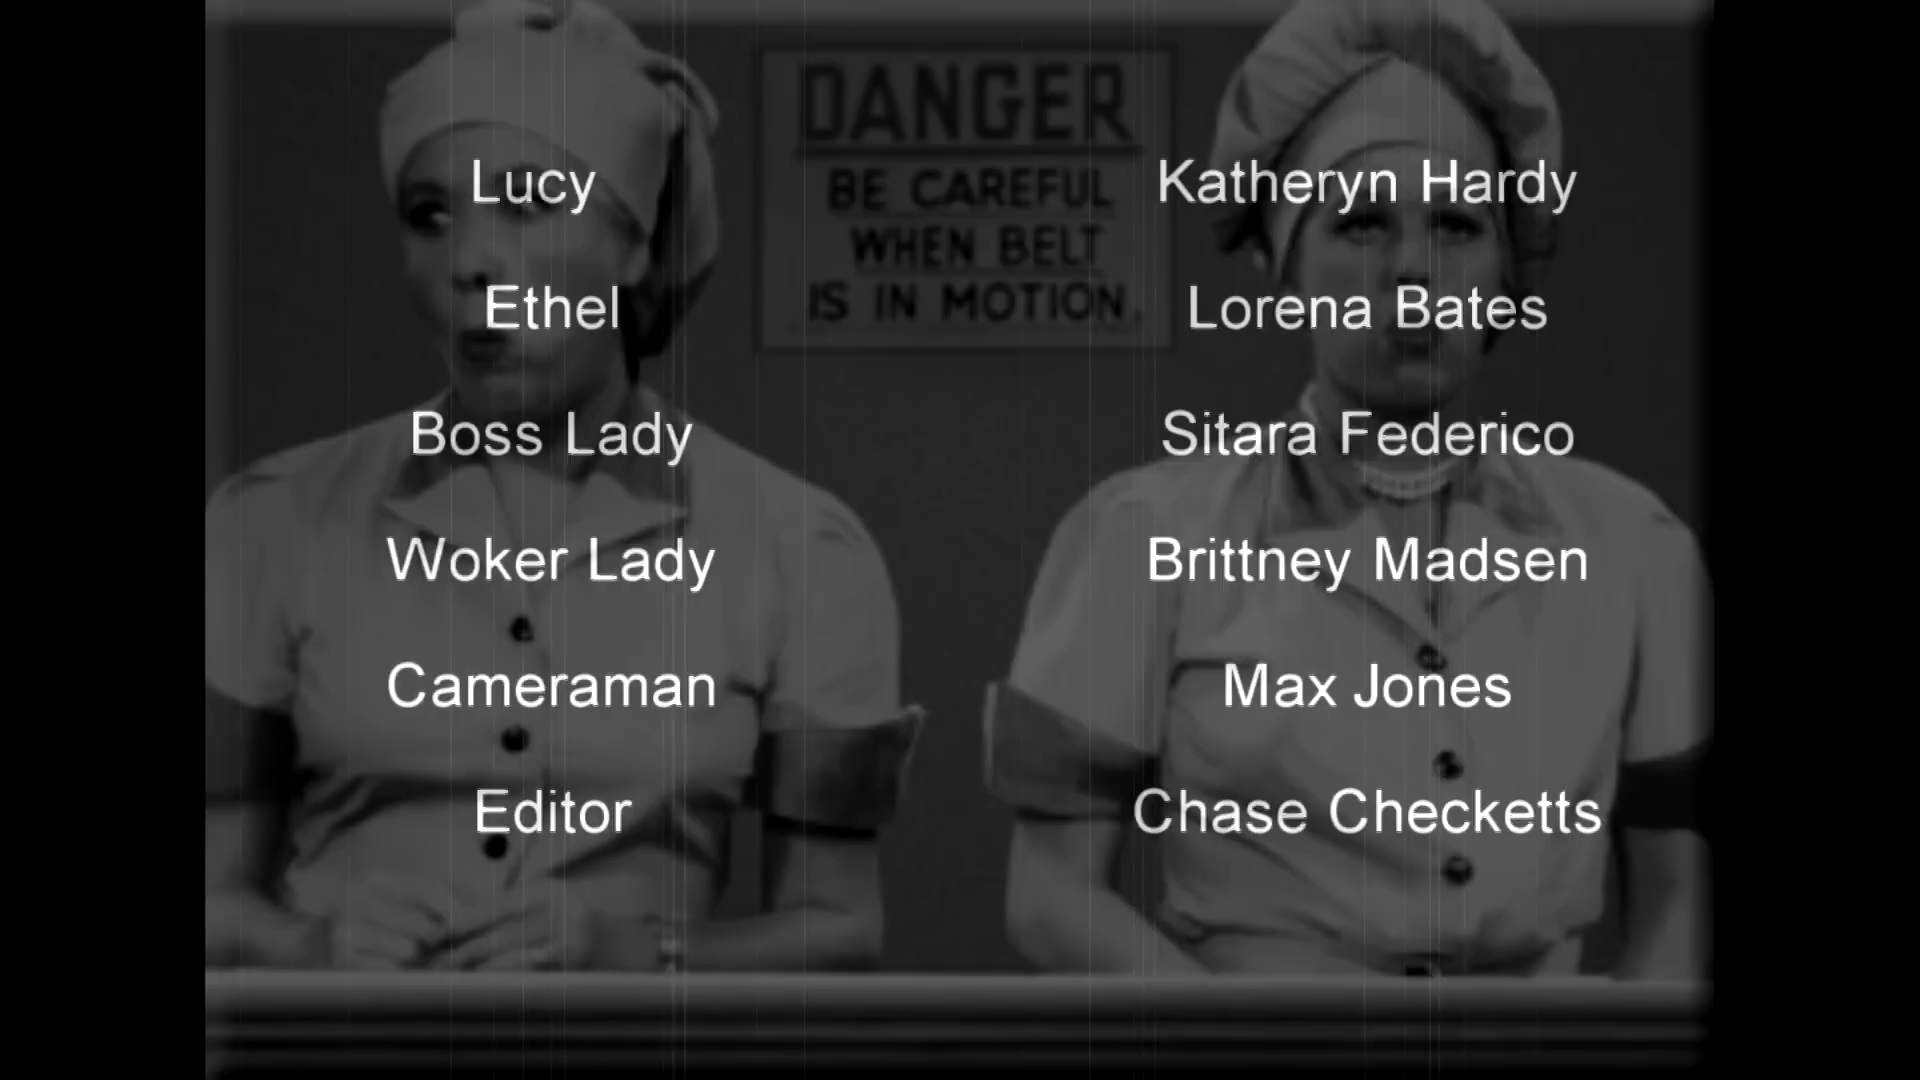 DANGER
BE CAREFUL
WHEN BELT
IS IN MOTION.
Lucy Katheryn Hardy
Ethel Lorena Bates
Boss Lady Sitara Federico
Woker Lady Brittney Madsen
Cameraman Max Jones
Editor Chase Checketts